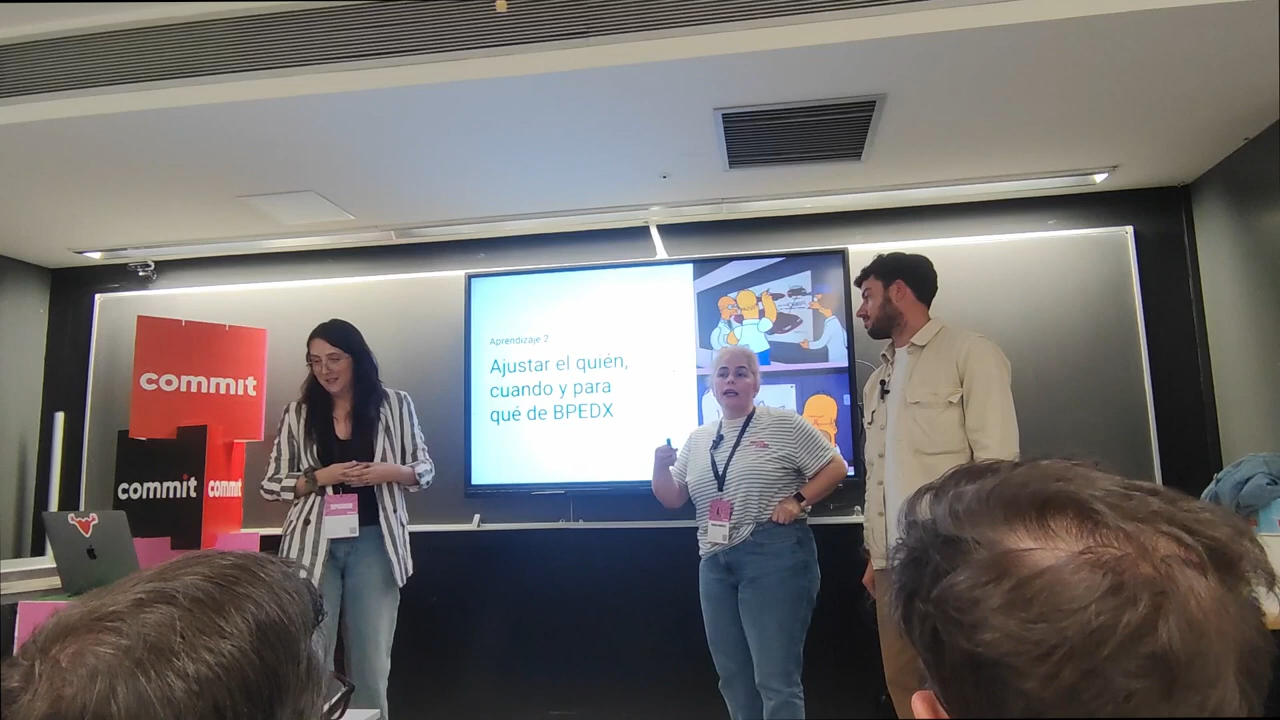 commit
commit
commit
Aprendizaje 2
Ajustar el quién,
cuando y para
qué de BPEDX